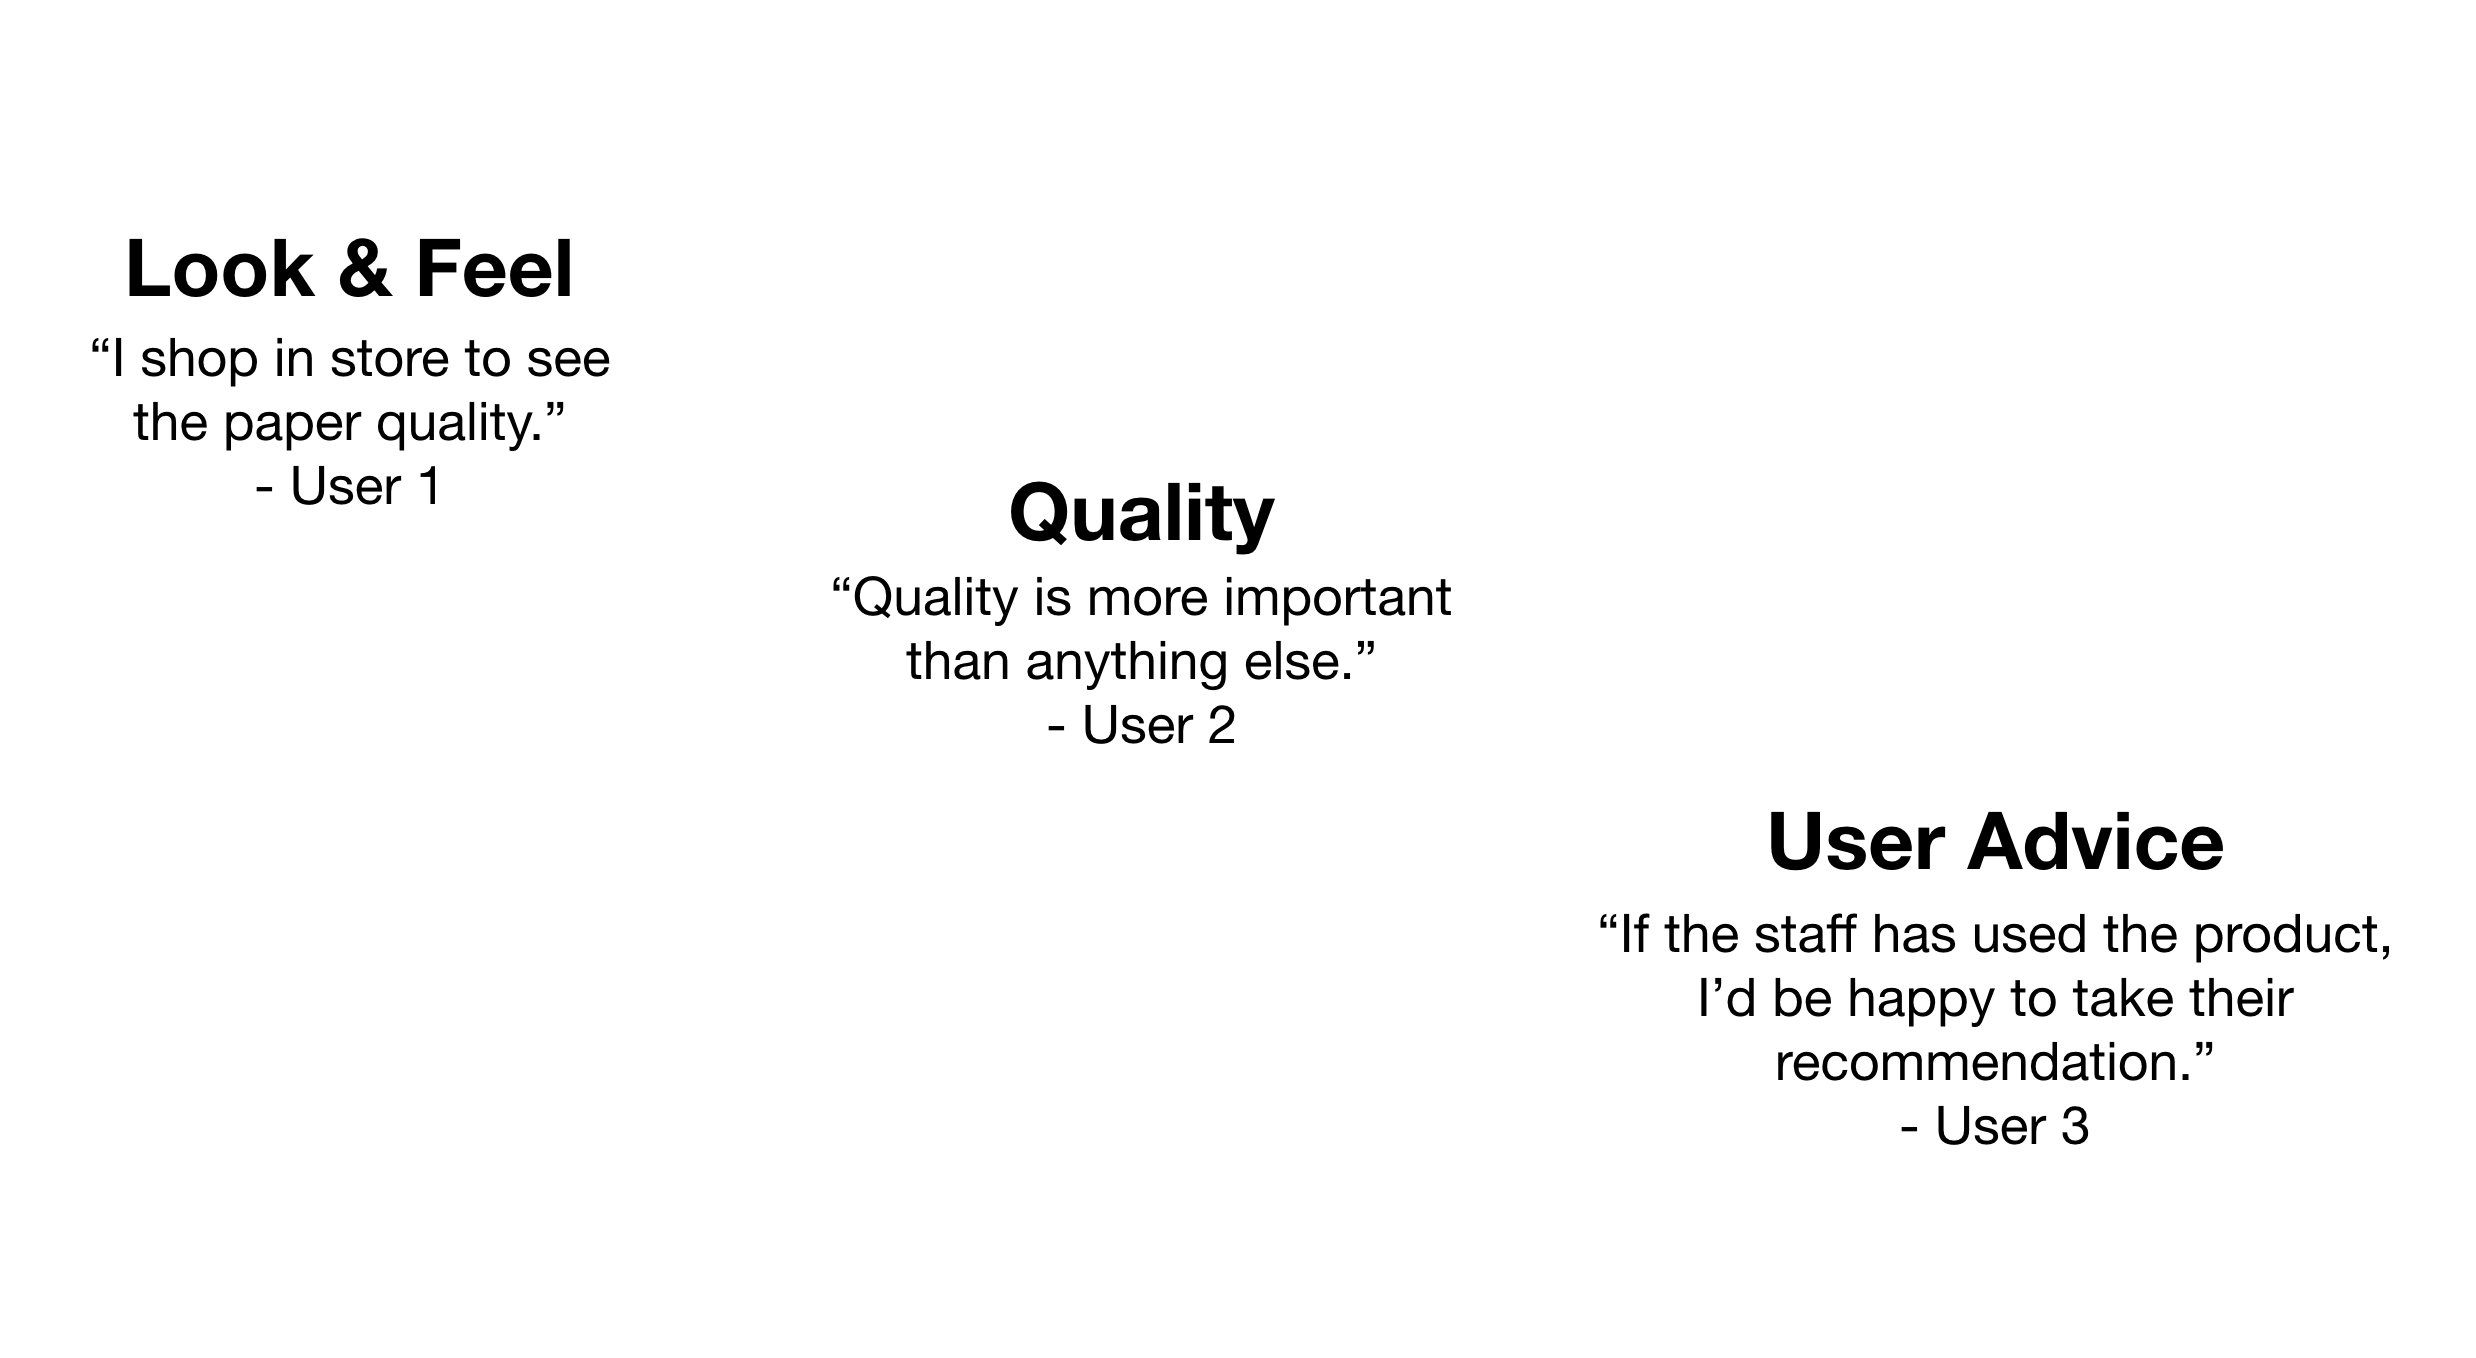 Look & Feel
“I shop in store to see
the paper quality.”
- User 1
Quality
“Quality is more important
than anything else.”
- User 2
User Advice
“If the staff has used the product,
I’d be happy to take their
recommendation.”
- User 3